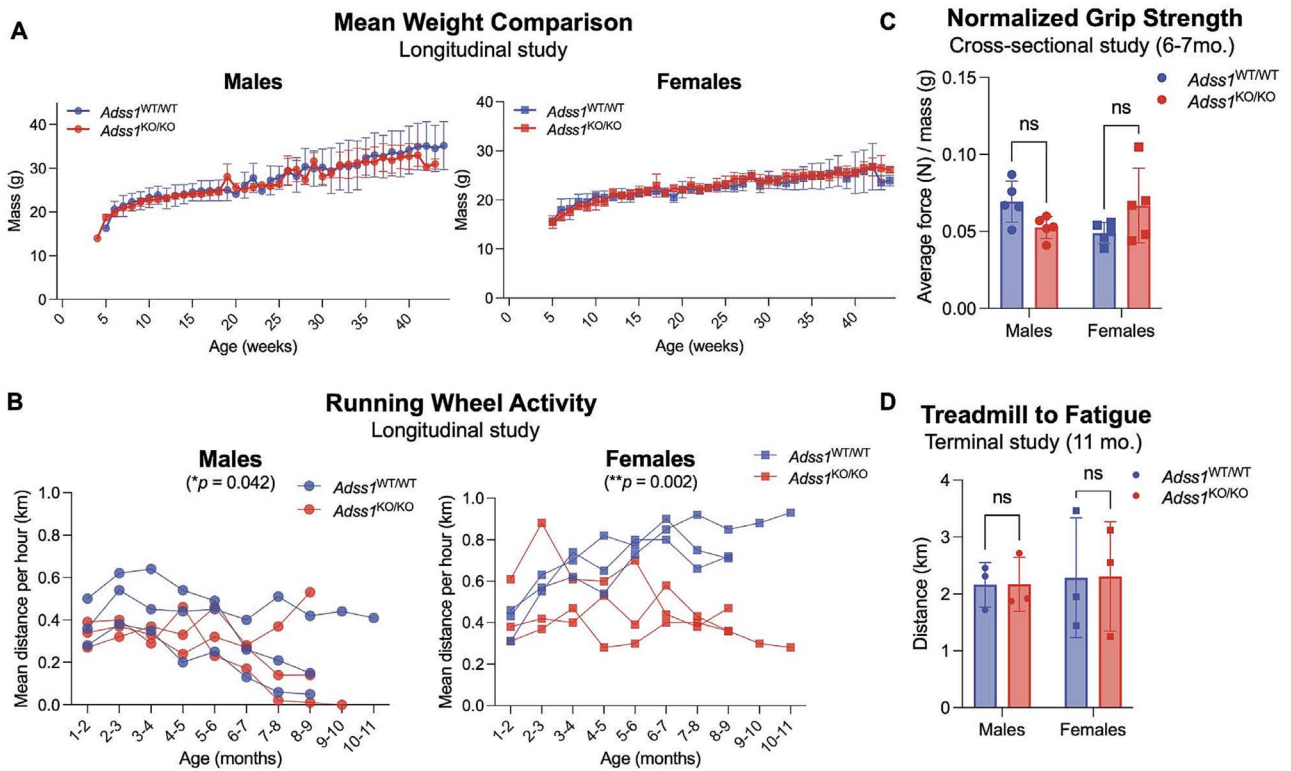 A
Mean Weight Comparison
Longitudinal study
Males
Adss1WT/WT
Adss1KO/KO
Mass (g)
40
30
20
10
0
0 5 10 15 20 25 30 35 40
Age (weeks)
Females
Adss1WT/WT
Adss1KO/KO
Mass (g)
40
30
20
10
0
0 5 10 15 20 25 30 35 40
Age (weeks)
B
Running Wheel Activity
Longitudinal study
Males
(*p = 0.042)
Adss1WT/WT
Adss1KO/KO
Mean distance per hour (km)
1.0
0.8
0.6
0.4
0.2
0.0
1-2 2-3 3-4 4-5 5-6 6-7 7-8 8-9 9-10 10-11
Age (months)
Females
(**p = 0.002)
Adss1WT/WT
Adss1KO/KO
Mean distance per hour (km)
1.0
0.8
0.6
0.4
0.2
0.0
1-2 2-3 3-4 4-5 5-6 6-7 7-8 8-9 9-10 10-11
Age (months)
C
Normalized Grip Strength
Cross-sectional study (6-7mo.)
Adss1WT/WT
Adss1KO/KO
Average force (N) / mass (g)
0.15
0.10
0.05
0.00
ns
ns
Males Females
D
Treadmill to Fatigue
Terminal study (11 mo.)
Adss1WT/WT
Adss1KO/KO
Distance (km)
4
3
2
1
0
ns
ns
Males Females